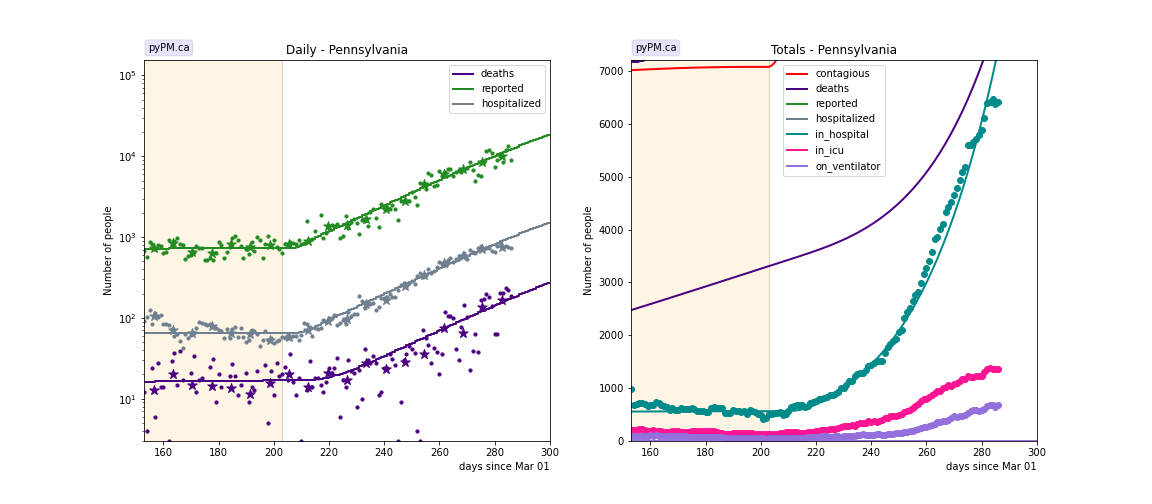 pyPM.ca
Daily - Pennsylvania
deaths
reported
hospitalized
Number of people
10^5
10^4
10^3
10^2
10^1
160 180 200 220 240 260 280 300
days since Mar 01
pyPM.ca
Totals - Pennsylvania
contagious
deaths
reported
hospitalized
in_hospital
in_icu
on_ventilator
Number of people
7000
6000
5000
4000
3000
2000
1000
0
160 180 200 220 240 260 280 300
days since Mar 01